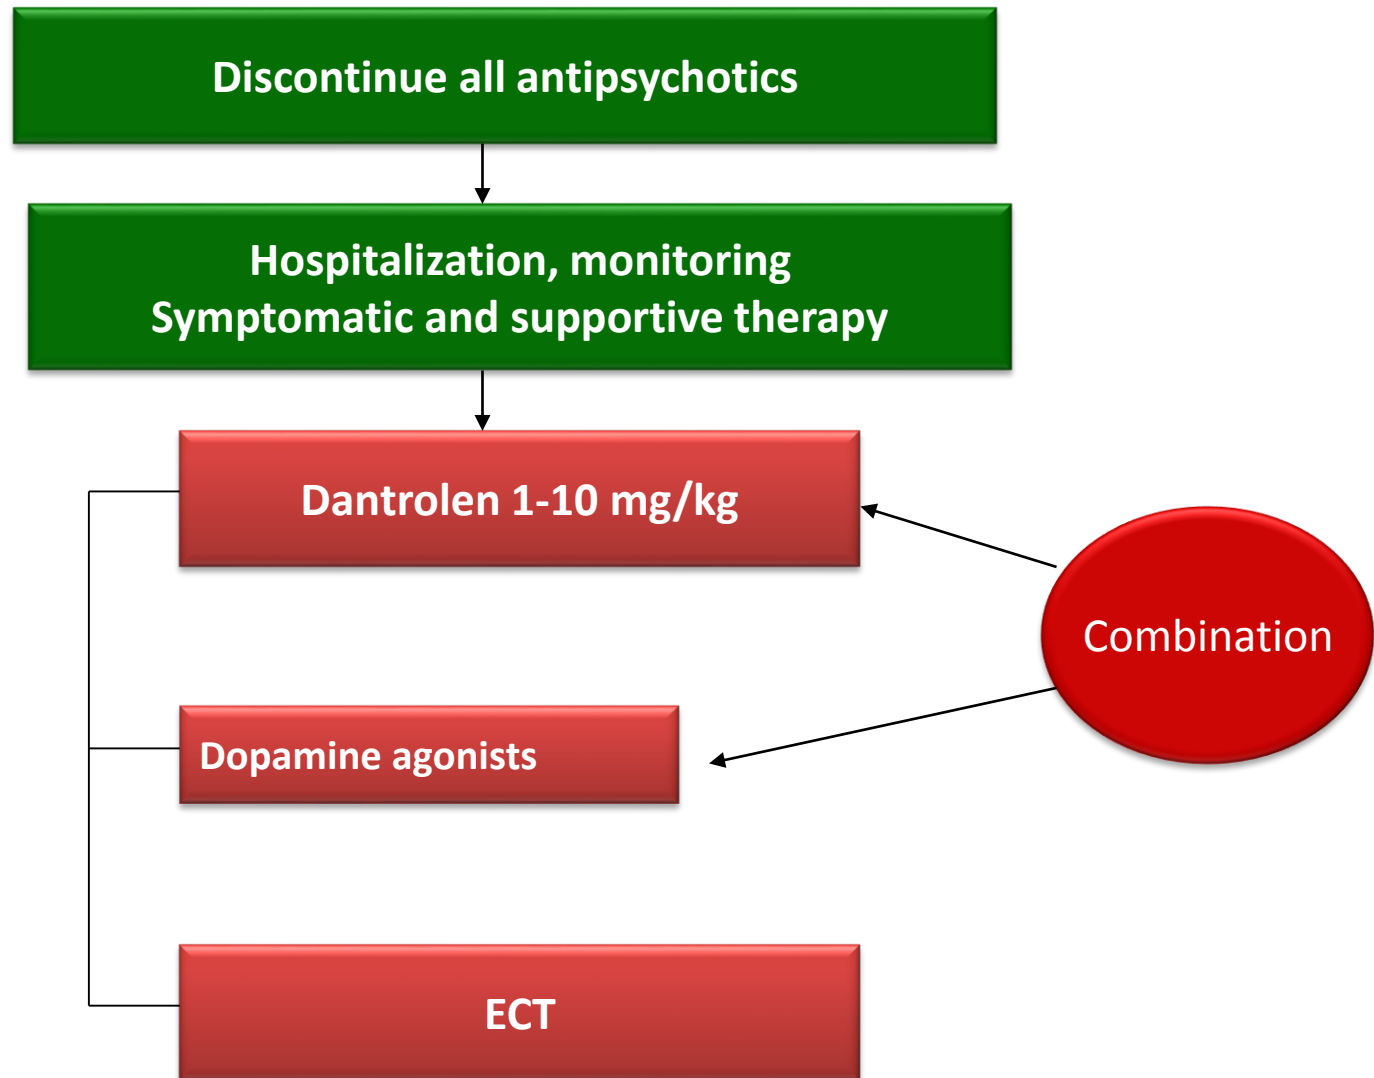 Discontinue all antipsychotics
Hospitalization, monitoring
Symptomatic and supportive therapy
Dantrolen 1-10 mg/kg
Combination
Dopamine agonists
ECT